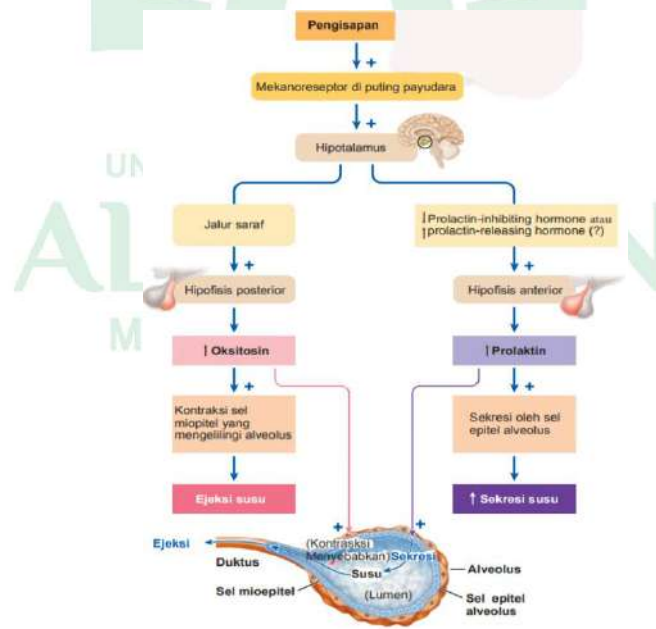 Pengisapan
+
Mekanoreseptor di puting payudara
+
Hipotalamus
UN
Jalur saraf
↓Prolactin-inhibiting hormone atau
↑prolactin-releasing hormone (?)
+
+
Hipofisis posterior
Hipofisis anterior
M
↑ Oksitosin
↑ Prolaktin
+
+
Kontraksi sel
miopitel yang
mengelilingi alveolus
Sekresi oleh sel
epitel alveolus
Ejeksi susu
↑ Sekresi susu
+
+
Ejeksi
(Kontrasksi
Menyebabkan)
Sekresi
Duktus
Susu
Alveolus
Sel mioepitel
(Lumen)
Sel epitel
alveolus